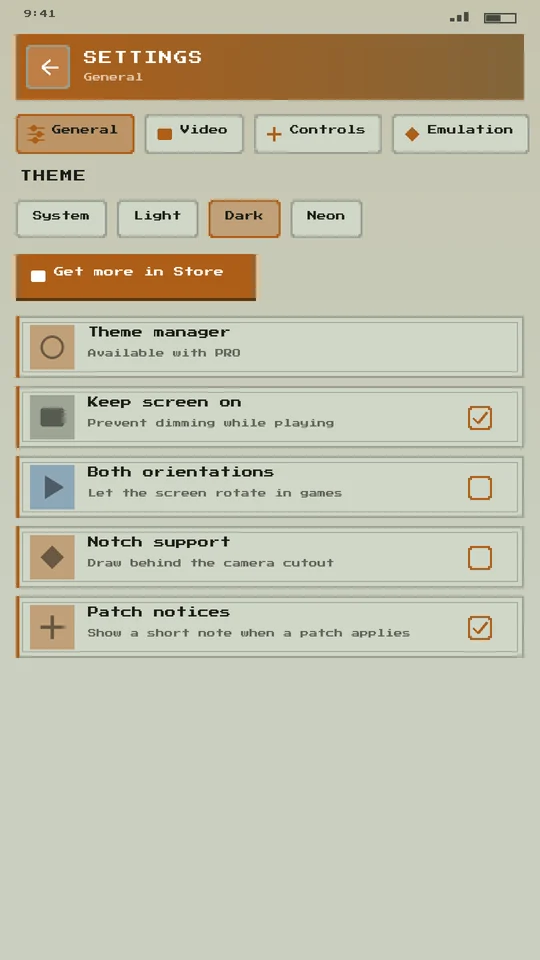 9:41
SETTINGS
General
General
Video
Controls
Emulation
THEME
System
Light
Dark
Neon
Get more in Store
Theme manager
Available with PRO
Keep screen on
Prevent dimming while playing
Both orientations
Let the screen rotate in games
Notch support
Draw behind the camera cutout
Patch notices
Show a short note when a patch applies